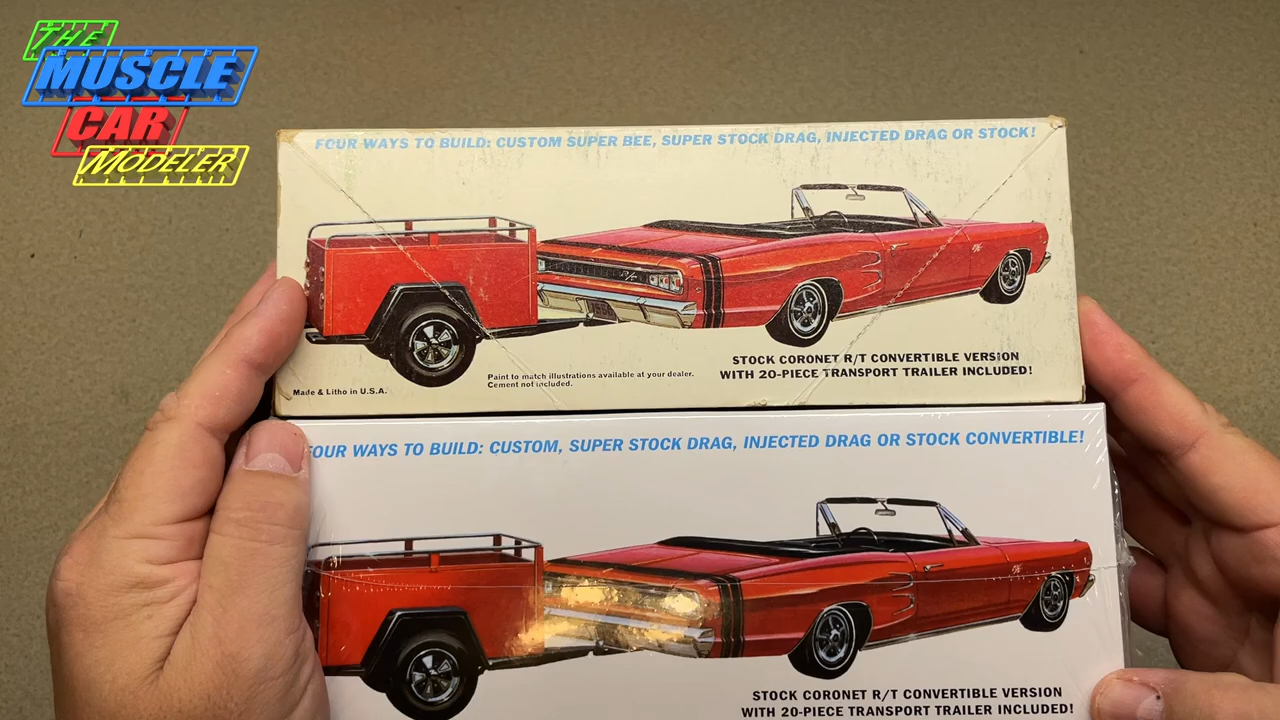 THE
MUSCLE
CAR
MODELER
FOUR WAYS TO BUILD: CUSTOM SUPER BEE, SUPER STOCK DRAG, INJECTED DRAG OR STOCK!
R/T
R/T
STOCK CORONET R/T CONVERTIBLE VERSION
WITH 20-PIECE TRANSPORT TRAILER INCLUDED!
Paint to match illustrations available at your dealer.
Cement not included.
Made & Litho in U.S.A.
FOUR WAYS TO BUILD: CUSTOM, SUPER STOCK DRAG, INJECTED DRAG OR STOCK CONVERTIBLE!
R/T
STOCK CORONET R/T CONVERTIBLE VERSION
WITH 20-PIECE TRANSPORT TRAILER INCLUDED!